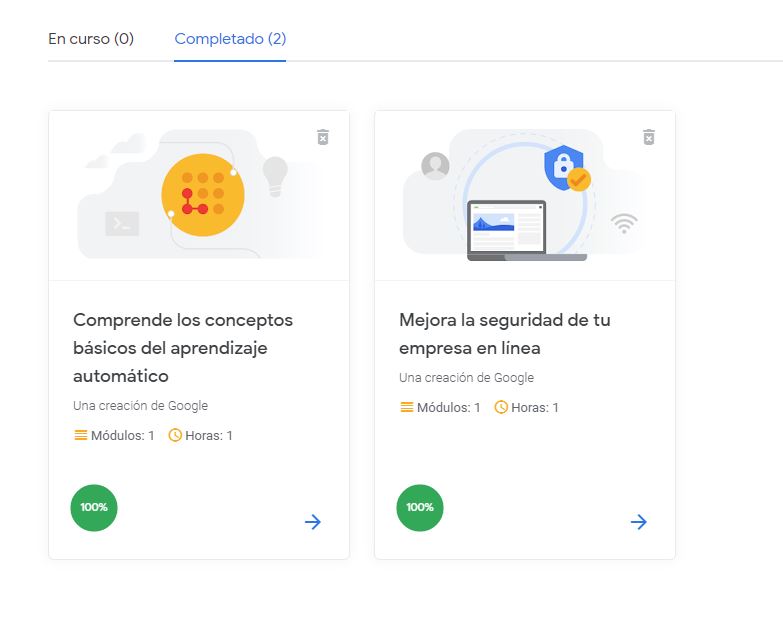 En curso (0) Completado (2)
Comprende los conceptos
básicos del aprendizaje
automático
Una creación de Google
Módulos: 1 Horas: 1
100%
Mejora la seguridad de tu
empresa en línea
Una creación de Google
Módulos: 1 Horas: 1
100%